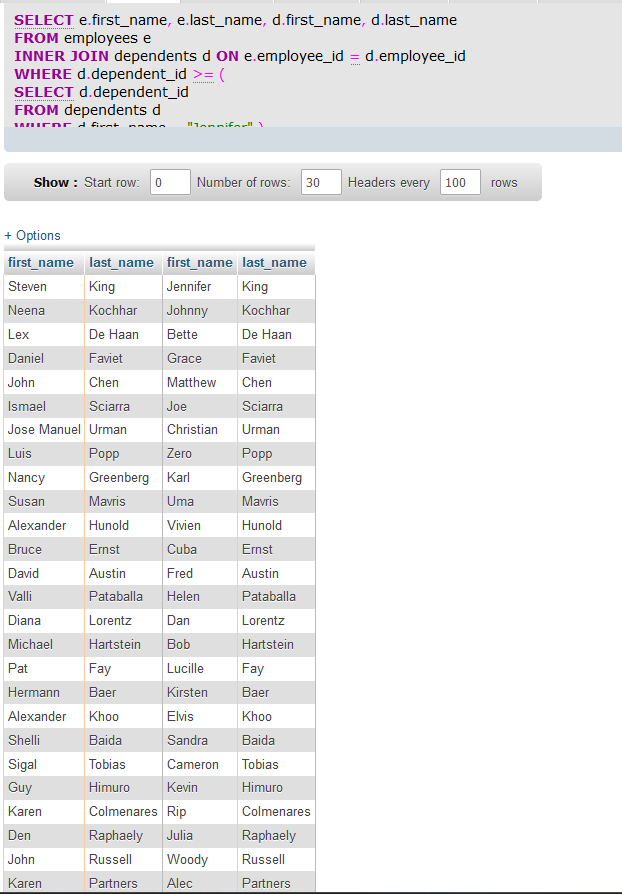 SELECT e.first_name, e.last_name, d.first_name, d.last_name
FROM employees e
INNER JOIN dependents d ON e.employee_id = d.employee_id
WHERE d.dependent_id >= (
SELECT d.dependent_id
FROM dependents d
WHERE d.first_name = "Jennifer" )
Show : Start row: 0 Number of rows: 30 Headers every 100 rows
+ Options
first_name last_name first_name last_name
Steven King Jennifer King
Neena Kochhar Johnny Kochhar
Lex De Haan Bette De Haan
Daniel Faviet Grace Faviet
John Chen Matthew Chen
Ismael Sciarra Joe Sciarra
Jose Manuel Urman Christian Urman
Luis Popp Zero Popp
Nancy Greenberg Karl Greenberg
Susan Mavris Uma Mavris
Alexander Hunold Vivien Hunold
Bruce Ernst Cuba Ernst
David Austin Fred Austin
Valli Pataballa Helen Pataballa
Diana Lorentz Dan Lorentz
Michael Hartstein Bob Hartstein
Pat Fay Lucille Fay
Hermann Baer Kirsten Baer
Alexander Khoo Elvis Khoo
Shelli Baida Sandra Baida
Sigal Tobias Cameron Tobias
Guy Himuro Kevin Himuro
Karen Colmenares Rip Colmenares
Den Raphaely Julia Raphaely
John Russell Woody Russell
Karen Partners Alec Partners